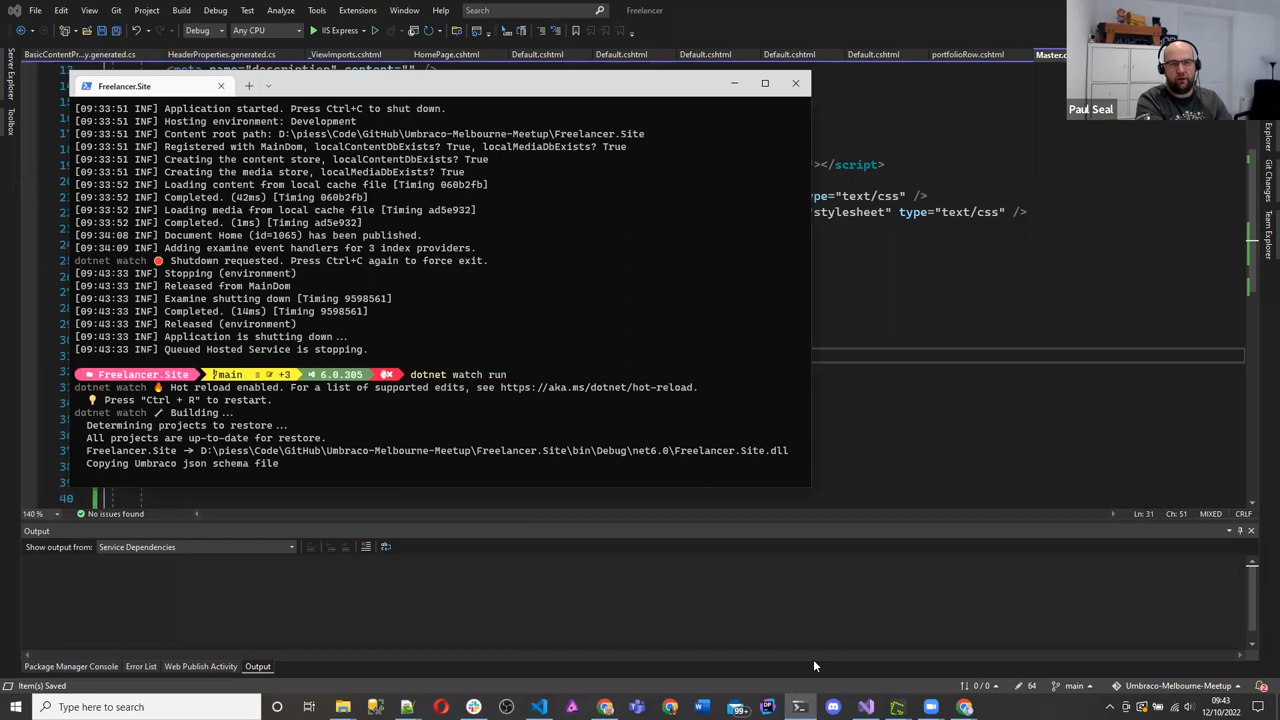 File Edit View Git Project Build Debug Test Analyze Tools Extensions Window Help Search Freelancer
Debug Any CPU IIS Express
BasicContentPr...y.generated.cs HeaderProperties.generated.cs _ViewImports.cshtml HomePage.cshtml Default.cshtml Default.cshtml Default.cshtml Default.cshtml portfolioRow.cshtml Master.c
Server Explorer
Toolbox
Explorer
Git Changes
Team Explorer
Paul Seal
Freelancer.Site
[09:33:51 INF] Application started. Press Ctrl+C to shut down.
[09:33:51 INF] Hosting environment: Development
[09:33:51 INF] Content root path: D:\piess\Code\GitHub\Umbraco-Melbourne-Meetup\Freelancer.Site
[09:33:51 INF] Registered with MainDom, localContentDbExists? True, localMediaDbExists? True
[09:33:51 INF] Creating the content store, localContentDbExists? True
[09:33:51 INF] Creating the media store, localMediaDbExists? True
[09:33:52 INF] Loading content from local cache file [Timing 060b2fb]
[09:33:52 INF] Completed. (42ms) [Timing 060b2fb]
[09:33:52 INF] Loading media from local cache file [Timing ad5e932]
[09:33:52 INF] Completed. (1ms) [Timing ad5e932]
[09:34:08 INF] Document Home (id=1065) has been published.
[09:34:09 INF] Adding examine event handlers for 3 index providers.
dotnet watch 🛑 Shutdown requested. Press Ctrl+C again to force exit.
[09:43:33 INF] Stopping (environment)
[09:43:33 INF] Released from MainDom
[09:43:33 INF] Examine shutting down [Timing 9598561]
[09:43:33 INF] Completed. (14ms) [Timing 9598561]
[09:43:33 INF] Released (environment)
[09:43:33 INF] Application is shutting down...
[09:43:33 INF] Queued Hosted Service is stopping.
Freelancer.Site main ≡ +3 6.0.305 dotnet watch run
dotnet watch 🔥 Hot reload enabled. For a list of supported edits, see https://aka.ms/dotnet/hot-reload.
💡 Press "Ctrl + R" to restart.
dotnet watch 🔧 Building...
Determining projects to restore...
All projects are up-to-date for restore.
Freelancer.Site -> D:\piess\Code\GitHub\Umbraco-Melbourne-Meetup\Freelancer.Site\bin\Debug\net6.0\Freelancer.Site.dll
Copying Umbraco json schema file
></script>
type="text/css" />
"stylesheet" type="text/css" />
40
140 % No issues found Ln: 31 Ch: 51 MIXED CRLF
Output
Show output from: Service Dependencies
Package Manager Console Error List Web Publish Activity Output
Item(s) Saved 0 / 0 64 main Umbraco-Melbourne-Meetup
Type here to search 99+ 09:43
12/10/2022 2